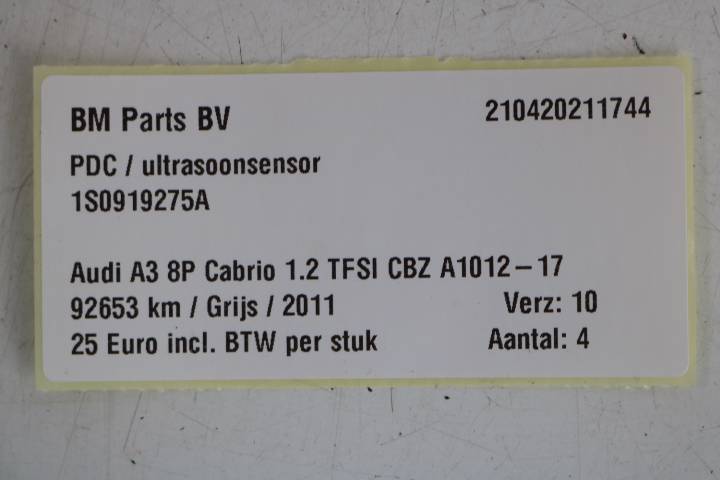 BM Parts BV 210420211744
PDC / ultrasoonsensor
1S0919275A
Audi A3 8P Cabrio 1.2 TFSI CBZ A1012-17
92653 km / Grijs / 2011 Verz: 10
25 Euro incl. BTW per stuk Aantal: 4